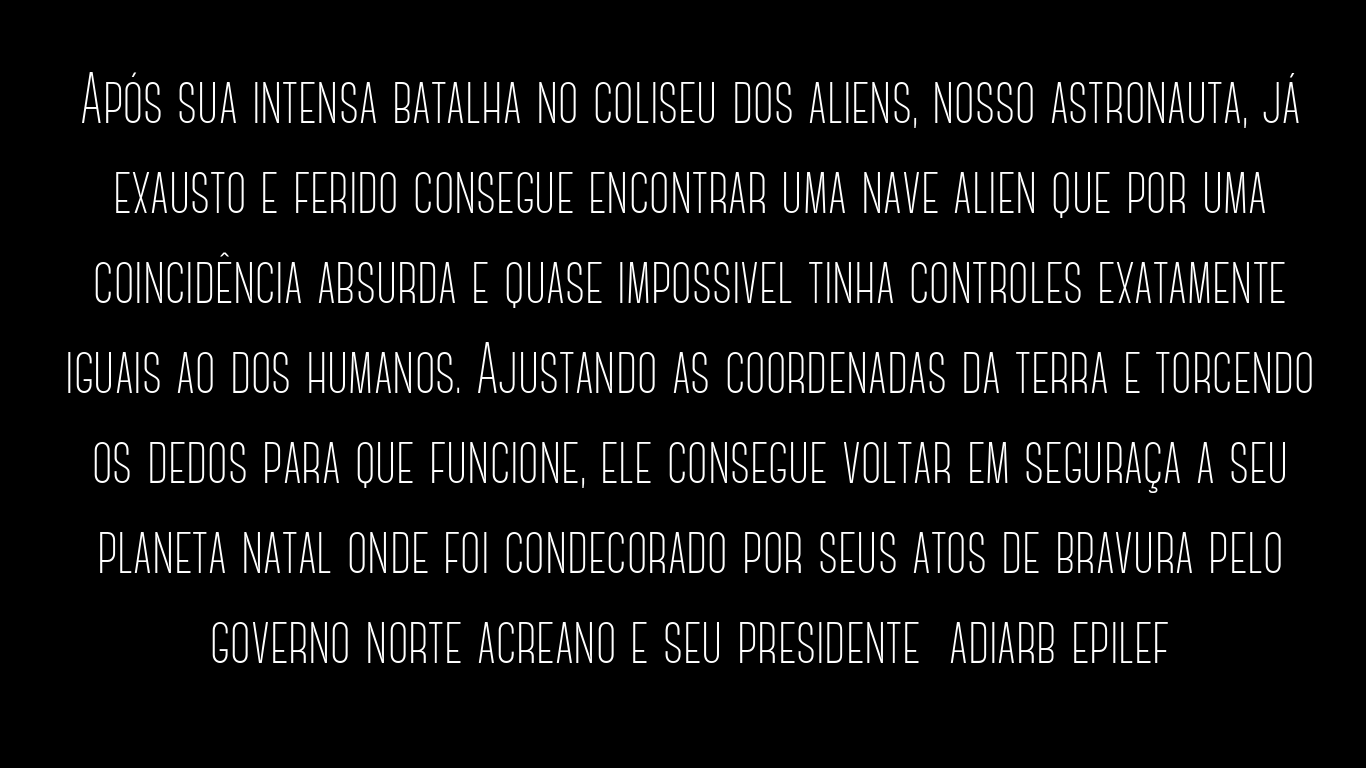 Após sua intensa batalha no coliseu dos aliens, nosso astronauta, já
exausto e ferido consegue encontrar uma nave alien que por uma
coincidência absurda e quase impossivel tinha controles exatamente
iguais ao dos humanos. Ajustando as coordenadas da terra e torcendo
os dedos para que funcione, ele consegue voltar em seguraça a seu
planeta natal onde foi condecorado por seus atos de bravura pelo
governo norte acreano e seu presidente  adiarb epilef